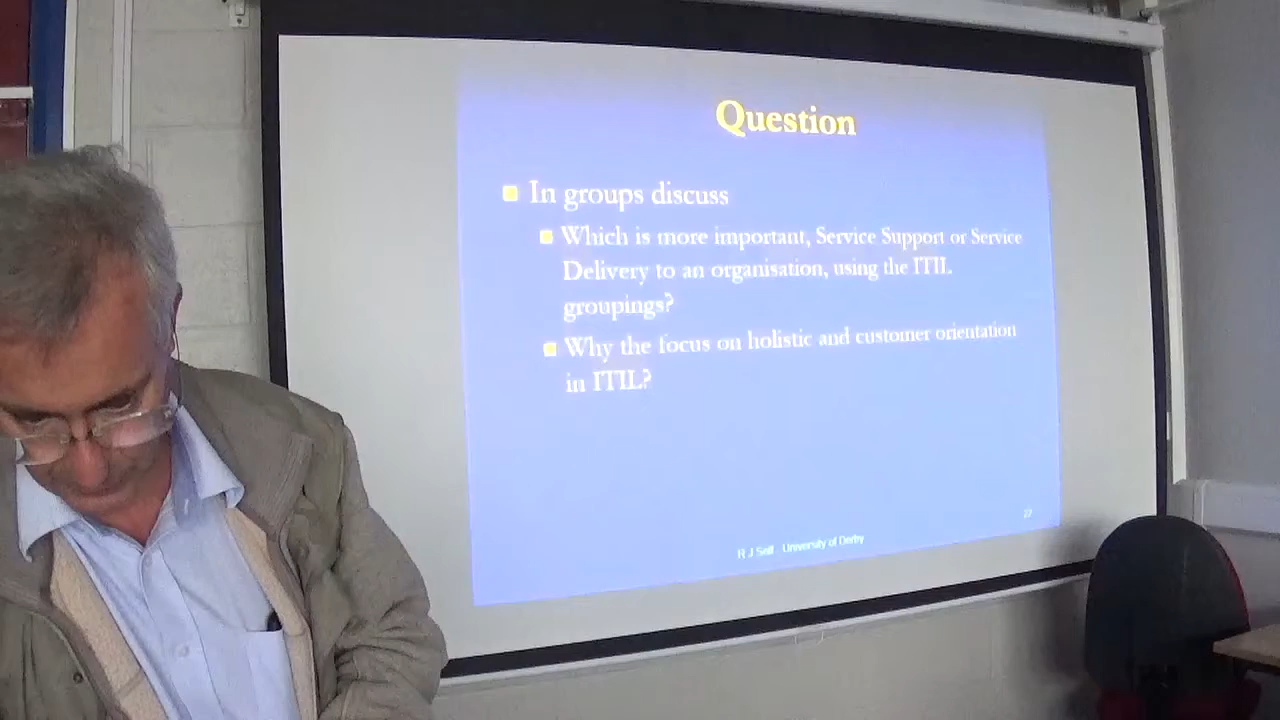 Question
In groups discuss
Which is more important, Service Support or Service
Delivery to an organisation, using the ITIL
groupings?
Why the focus on holistic and customer orientation
in ITIL?
27
R J Self University of Derby